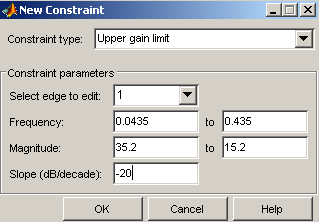 New Constraint
Constraint type: Upper gain limit
Constraint parameters
Select edge to edit: 1
Frequency: 0.0435 to 0.435
Magnitude: 35.2 to 15.2
Slope (dB/decade): -20
OK Cancel Help